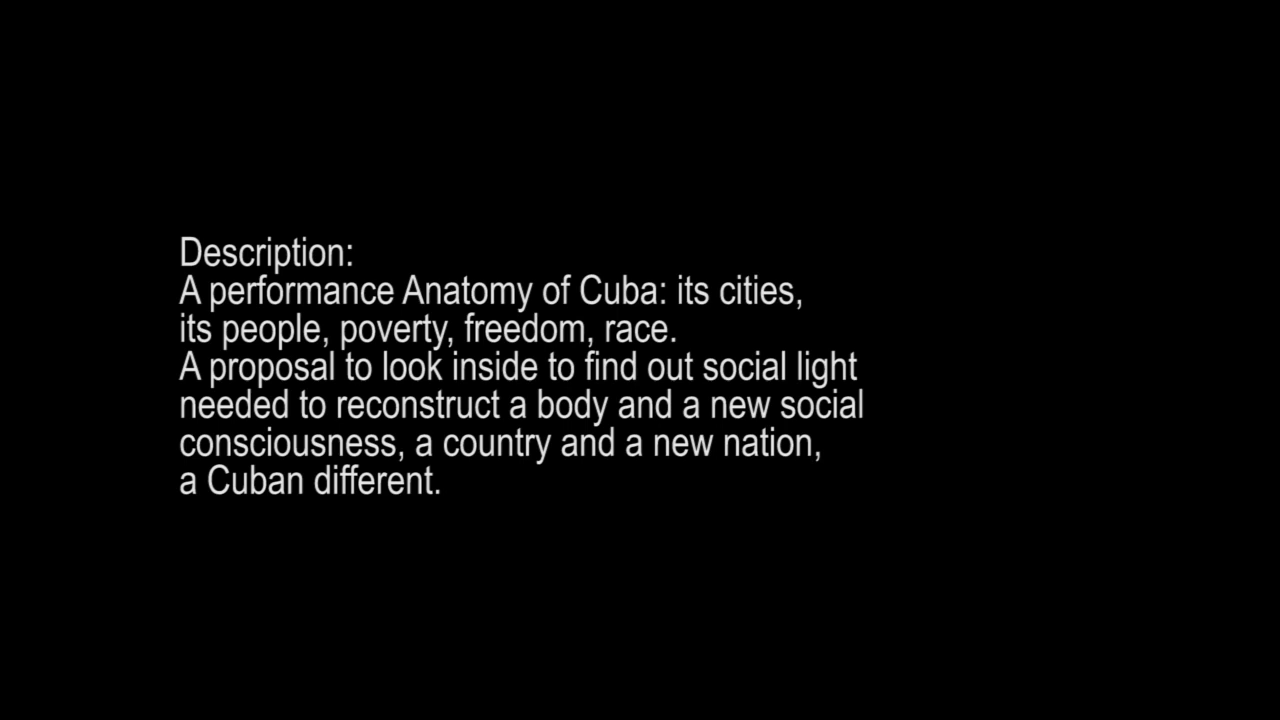 Description:
A performance Anatomy of Cuba: its cities,
its people, poverty, freedom, race.
A proposal to look inside to find out social light
needed to reconstruct a body and a new social
consciousness, a country and a new nation,
a Cuban different.